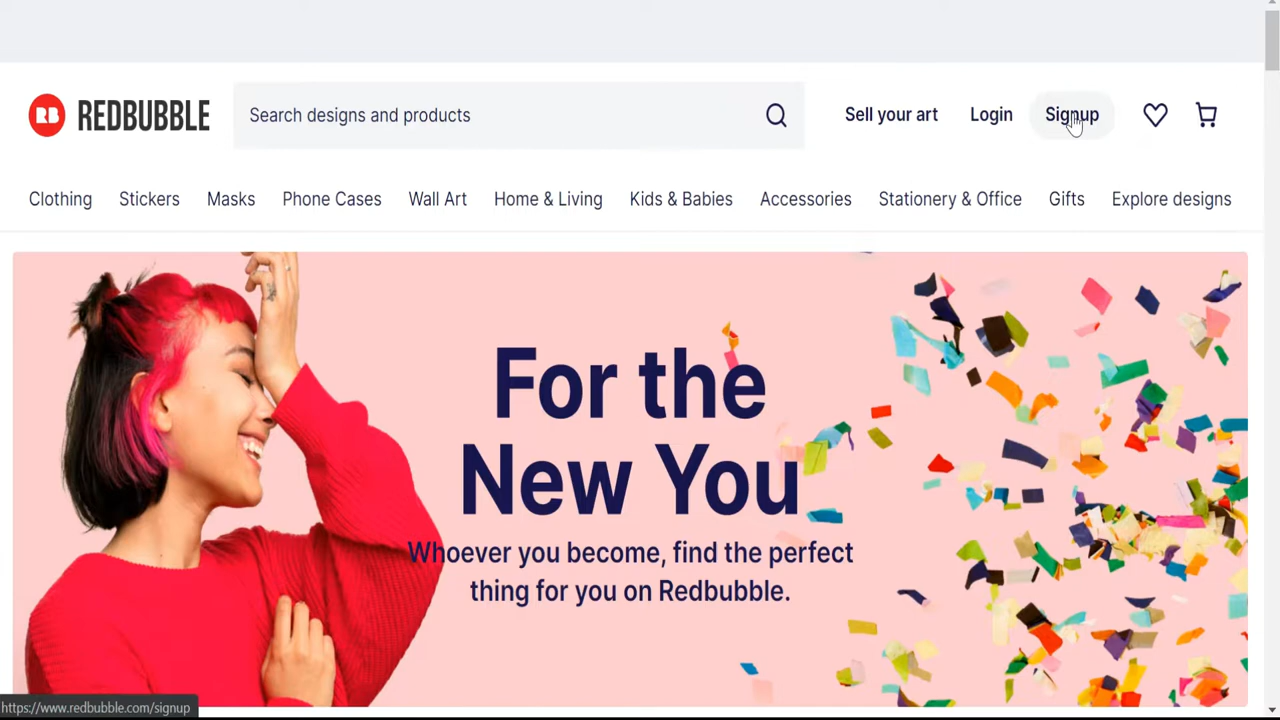 RB REDBUBBLE
Search designs and products
Sell your art
Login
Signup
Clothing Stickers Masks Phone Cases Wall Art Home & Living Kids & Babies Accessories Stationery & Office Gifts Explore designs
For the
New You
Whoever you become, find the perfect
thing for you on Redbubble.
https://www.redbubble.com/signup